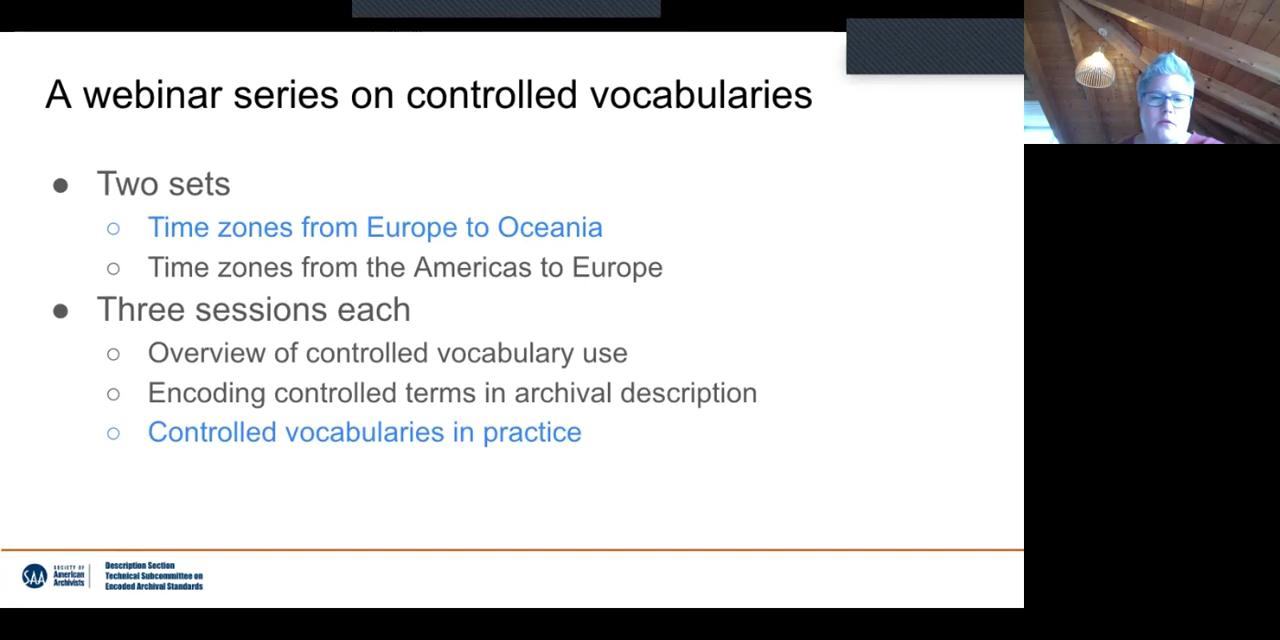 A webinar series on controlled vocabularies
● Two sets
○ Time zones from Europe to Oceania
○ Time zones from the Americas to Europe
● Three sessions each
○ Overview of controlled vocabulary use
○ Encoding controlled terms in archival description
○ Controlled vocabularies in practice
SAA
SOCIETY OF
American
Archivists
Description Section
Technical Subcommittee on
Encoded Archival Standards